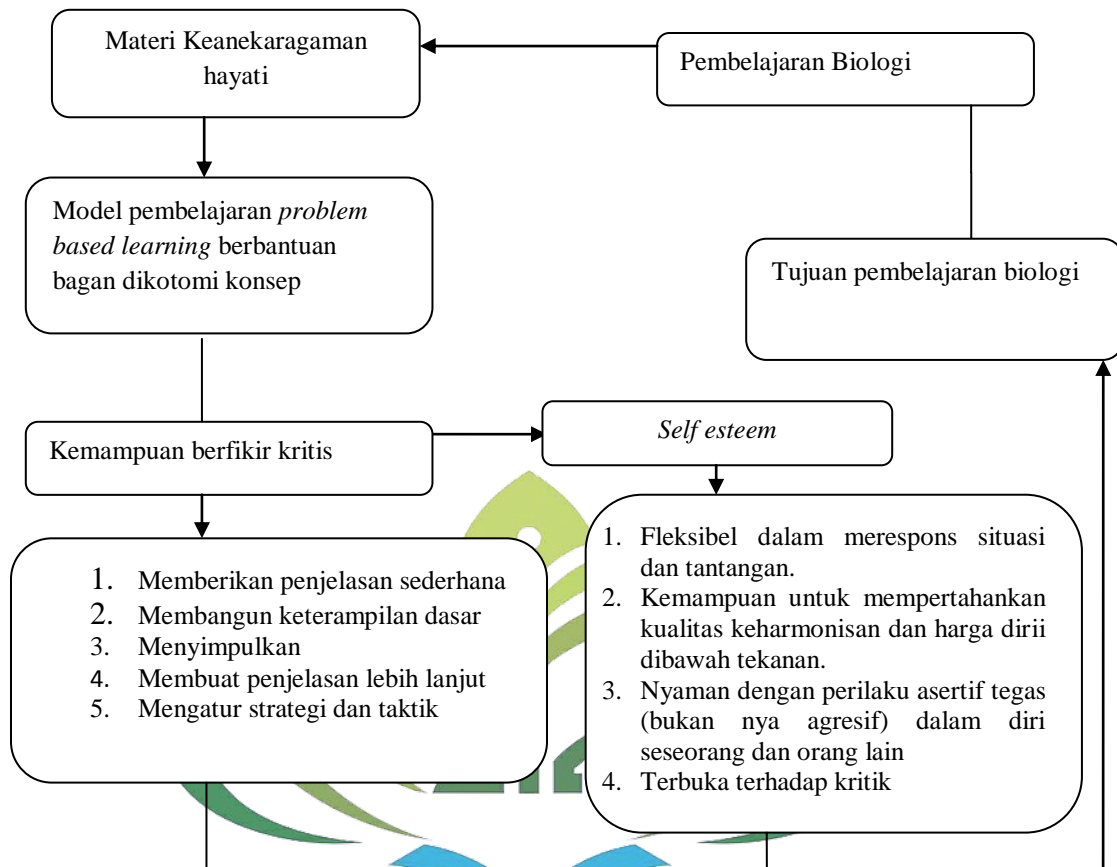 Materi Keanekaragaman
hayati
Pembelajaran Biologi
Model pembelajaran problem
based learning berbantuan
bagan dikotomi konsep
Tujuan pembelajaran biologi
Kemampuan berfikir kritis
Self esteem
1. Memberikan penjelasan sederhana
2. Membangun keterampilan dasar
3. Menyimpulkan
4. Membuat penjelasan lebih lanjut
5. Mengatur strategi dan taktik
1. Fleksibel dalam merespons situasi
dan tantangan.
2. Kemampuan untuk mempertahankan
kualitas keharmonisan dan harga dirii
dibawah tekanan.
3. Nyaman dengan perilaku asertif tegas
(bukan nya agresif) dalam diri
seseorang dan orang lain
4. Terbuka terhadap kritik